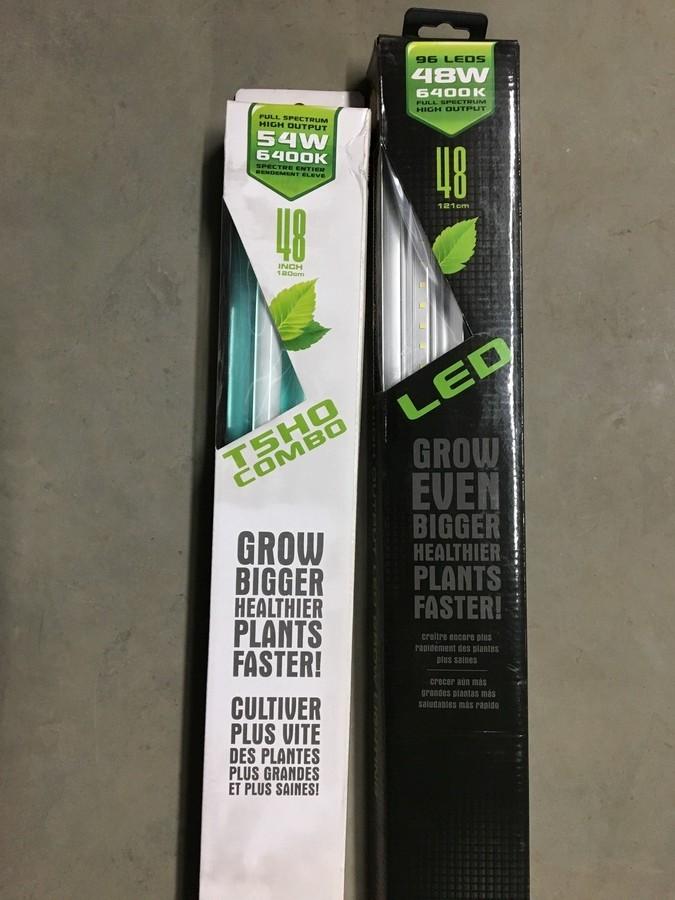 FULL SPECTRUM
HIGH OUTPUT
54W
6400K
SPECTRE ENTIER
RENDEMENT ÉLEVÉ
48
INCH
120cm
T5HO
COMBO
GROW
BIGGER
HEALTHIER
PLANTS
FASTER!
CULTIVER
PLUS VITE
DES PLANTES
PLUS GRANDES
ET PLUS SAINES!
96 LEDS
48W
6400K
FULL SPECTRUM
HIGH OUTPUT
48
121cm
LED
GROW
EVEN
BIGGER
HEALTHIER
PLANTS
FASTER!
croître encore plus
rapidement des plantes
plus saines
crecer aún más
grandes plantas más
saludables más rápido